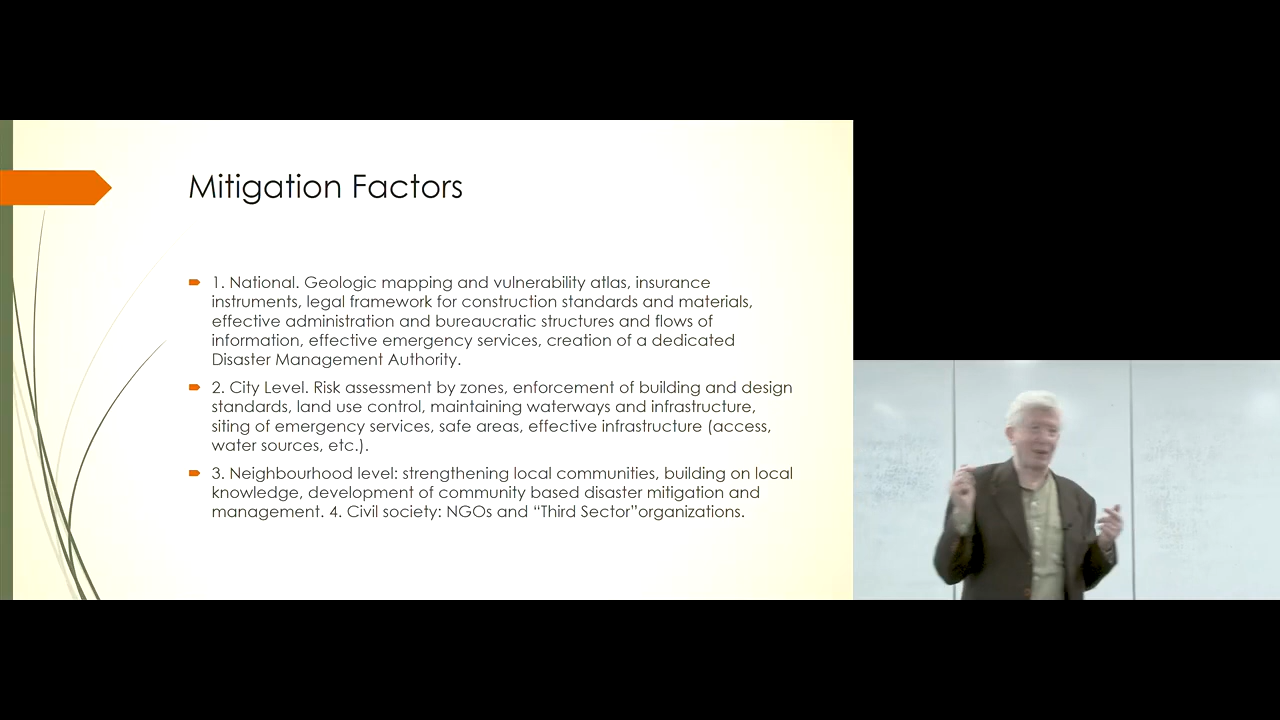 Mitigation Factors
1. National. Geologic mapping and vulnerability atlas, insurance
instruments, legal framework for construction standards and materials,
effective administration and bureaucratic structures and flows of
information, effective emergency services, creation of a dedicated
Disaster Management Authority.
2. City Level. Risk assessment by zones, enforcement of building and design
standards, land use control, maintaining waterways and infrastructure,
siting of emergency services, safe areas, effective infrastructure (access,
water sources, etc.).
3. Neighbourhood level: strengthening local communities, building on local
knowledge, development of community based disaster mitigation and
management. 4. Civil society: NGOs and “Third Sector”organizations.